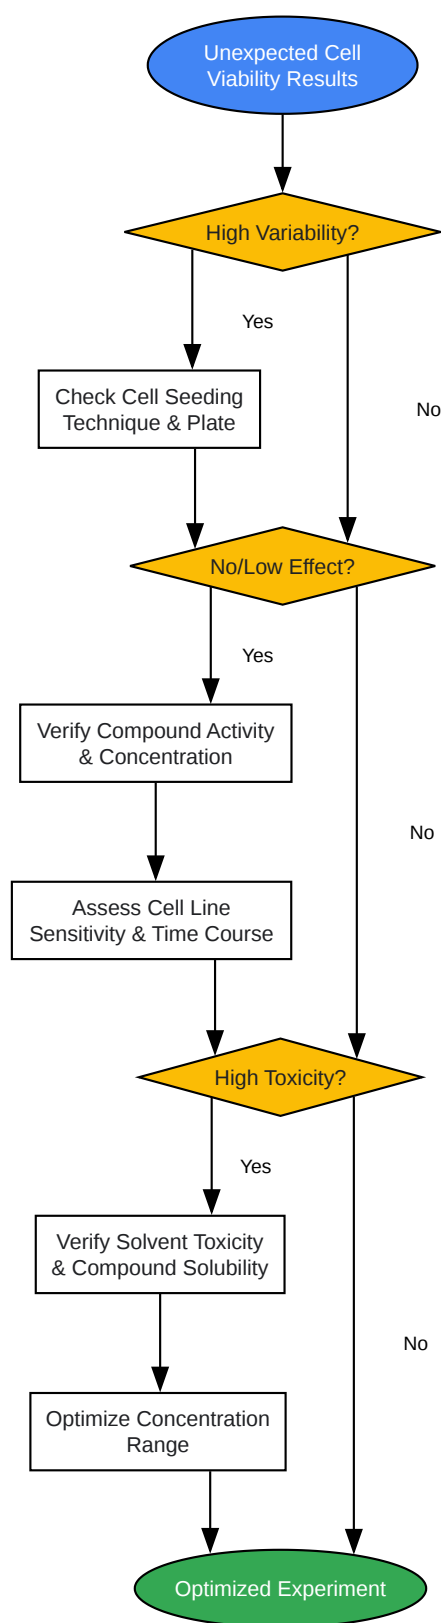 Unexpected Cell
Viability Results
High Variability?
Yes
Check Cell Seeding
Technique & Plate
No
No/Low Effect?
Yes
Verify Compound Activity
& Concentration
No
Assess Cell Line
Sensitivity & Time Course
High Toxicity?
Yes
Verify Solvent Toxicity
& Compound Solubility
No
Optimize Concentration
Range
Optimized Experiment